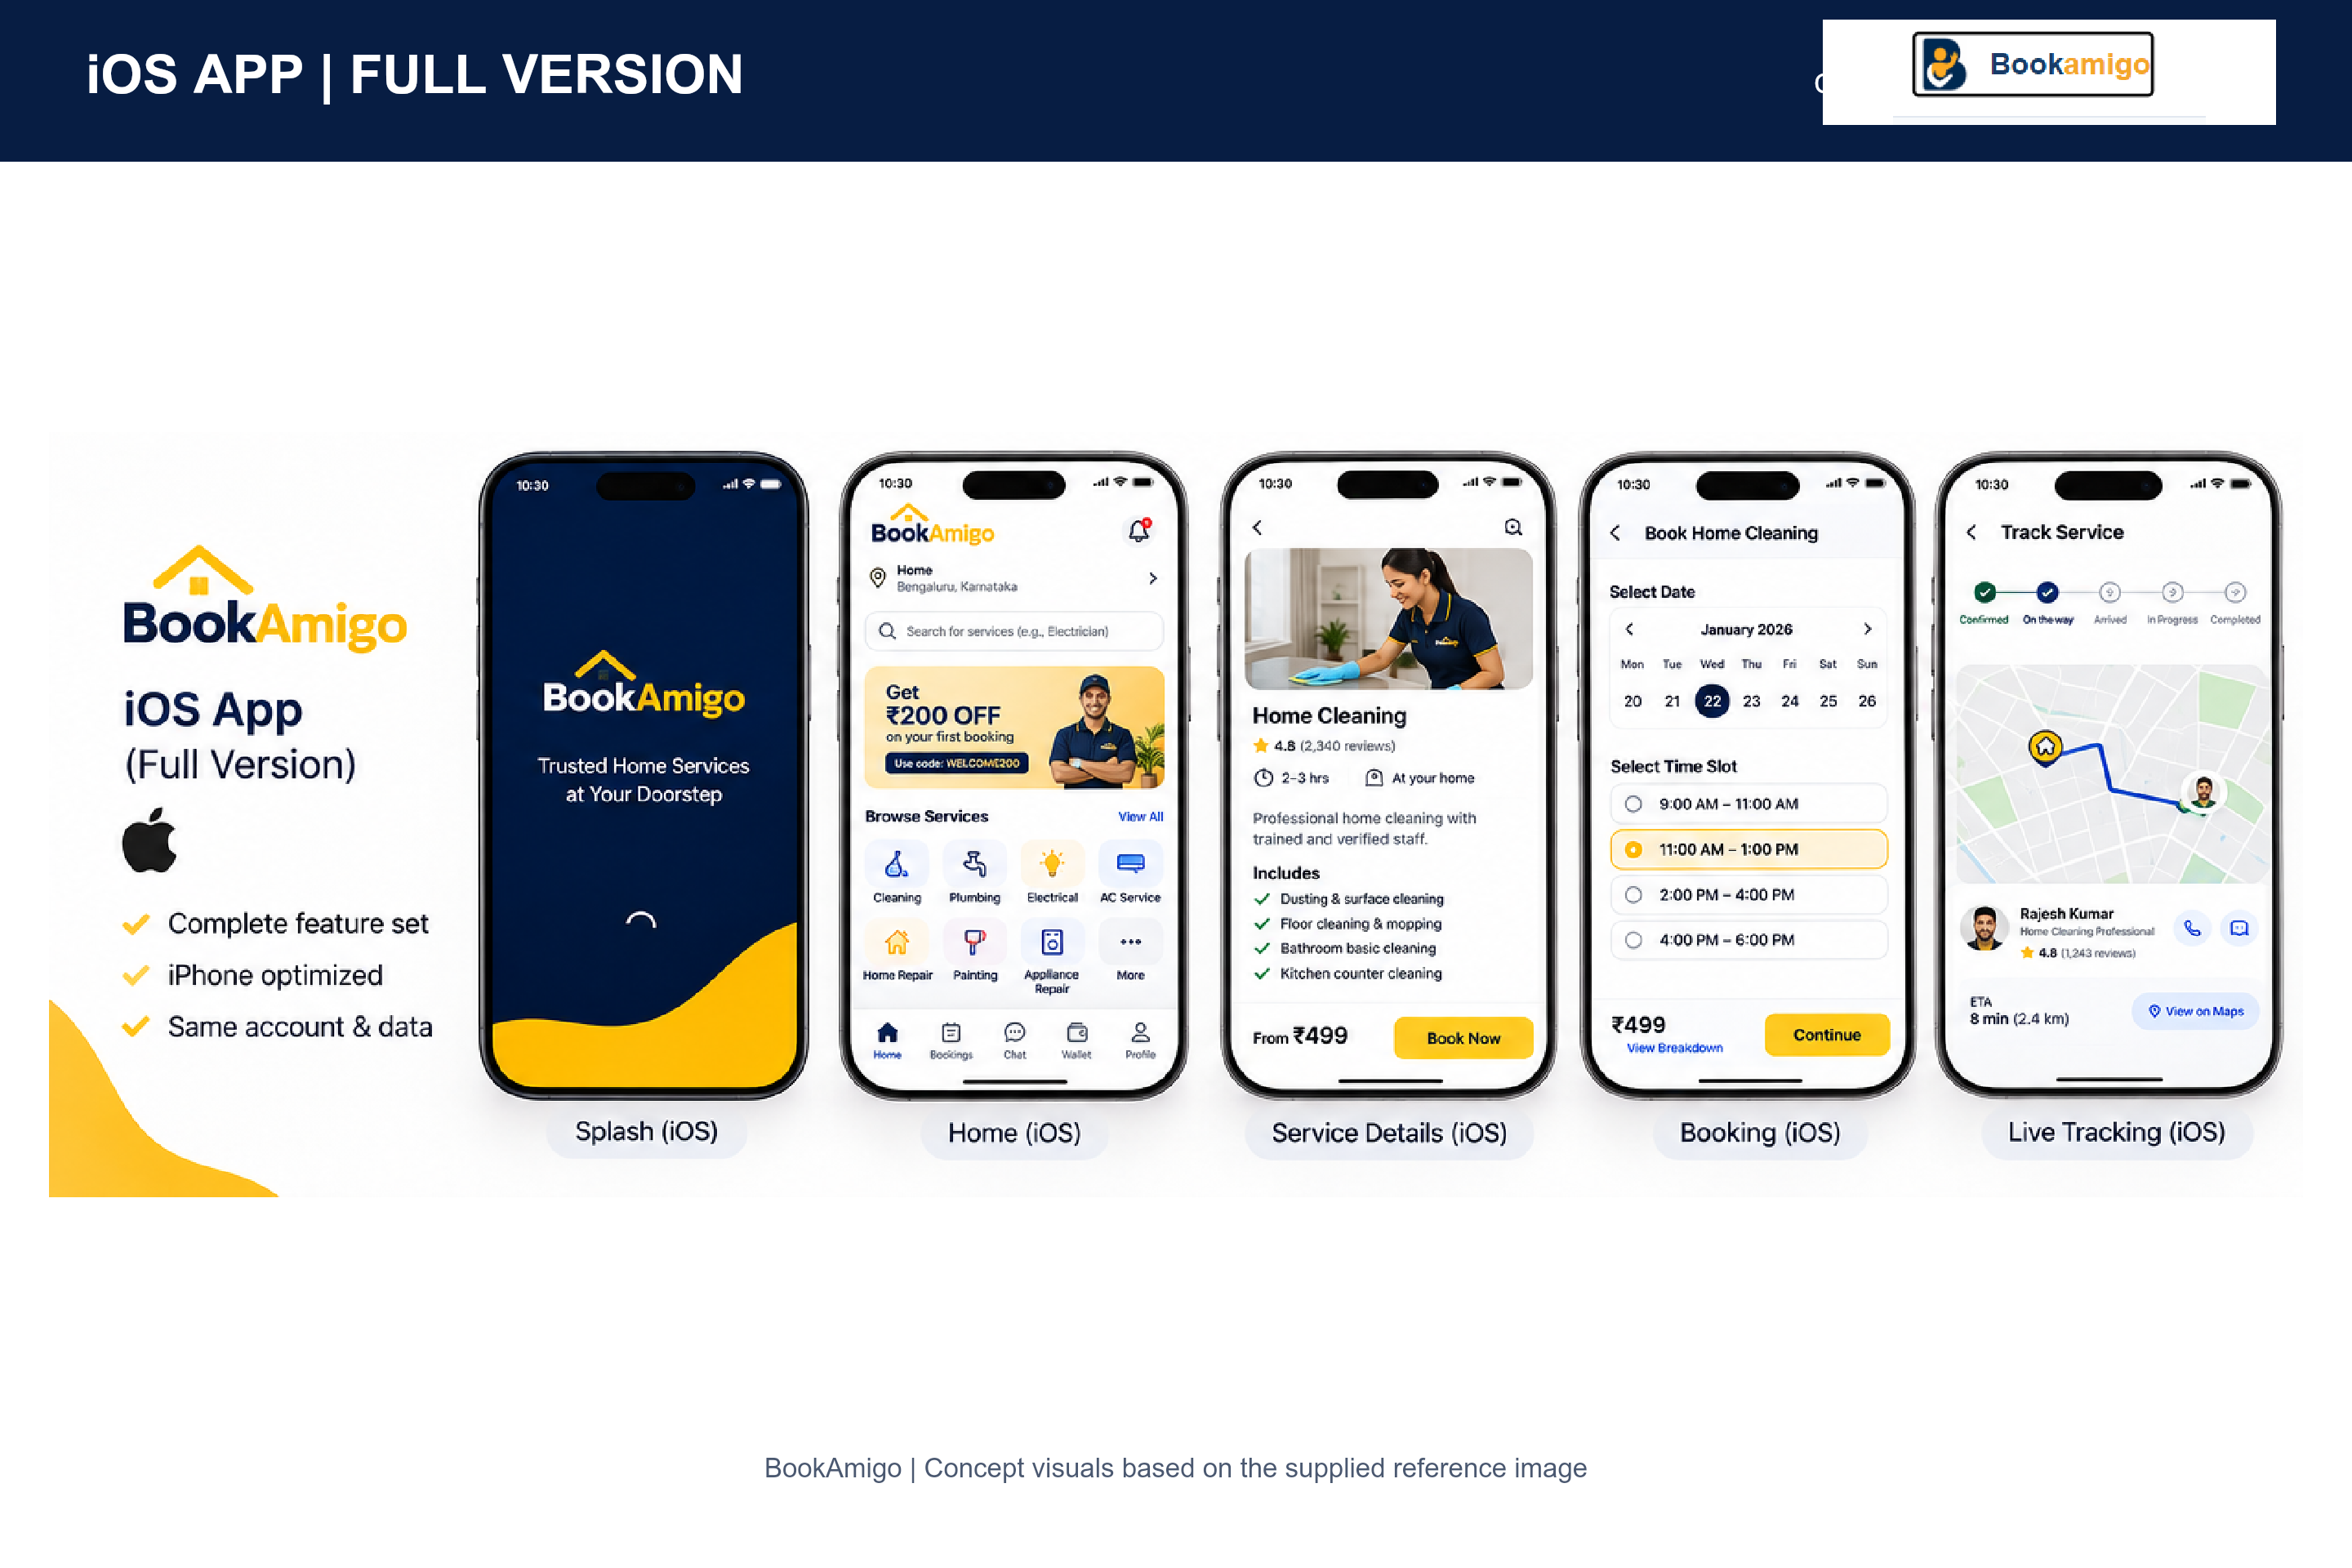 iOS APP | FULL VERSION
Bookamigo
BookAmigo
iOS App
(Full Version)
Complete feature set
iPhone optimized
Same account & data
10:30
BookAmigo
Trusted Home Services
at Your Doorstep
Splash (iOS)
10:30
BookAmigo
Home
Bengaluru, Karnataka
Search for services (e.g., Electrician)
Get
₹200 OFF
on your first booking
Use code: WELCOME200
Browse Services View All
Cleaning Plumbing Electrical AC Service
Home Repair Painting Appliance Repair More
Home Bookings Chat Wallet Profile
Home (iOS)
10:30
Home Cleaning
4.8 (2,340 reviews)
2–3 hrs At your home
Professional home cleaning with
trained and verified staff.
Includes
Dusting & surface cleaning
Floor cleaning & mopping
Bathroom basic cleaning
Kitchen counter cleaning
From ₹499 Book Now
Service Details (iOS)
10:30
Book Home Cleaning
Select Date
January 2026
Mon Tue Wed Thu Fri Sat Sun
20 21 22 23 24 25 26
Select Time Slot
9:00 AM – 11:00 AM
11:00 AM – 1:00 PM
2:00 PM – 4:00 PM
4:00 PM – 6:00 PM
₹499 Continue
View Breakdown
Booking (iOS)
10:30
Track Service
Confirmed On the way Arrived In Progress Completed
Rajesh Kumar
Home Cleaning Professional
4.8 (1,243 reviews)
ETA
8 min (2.4 km)
View on Maps
Live Tracking (iOS)
BookAmigo | Concept visuals based on the supplied reference image